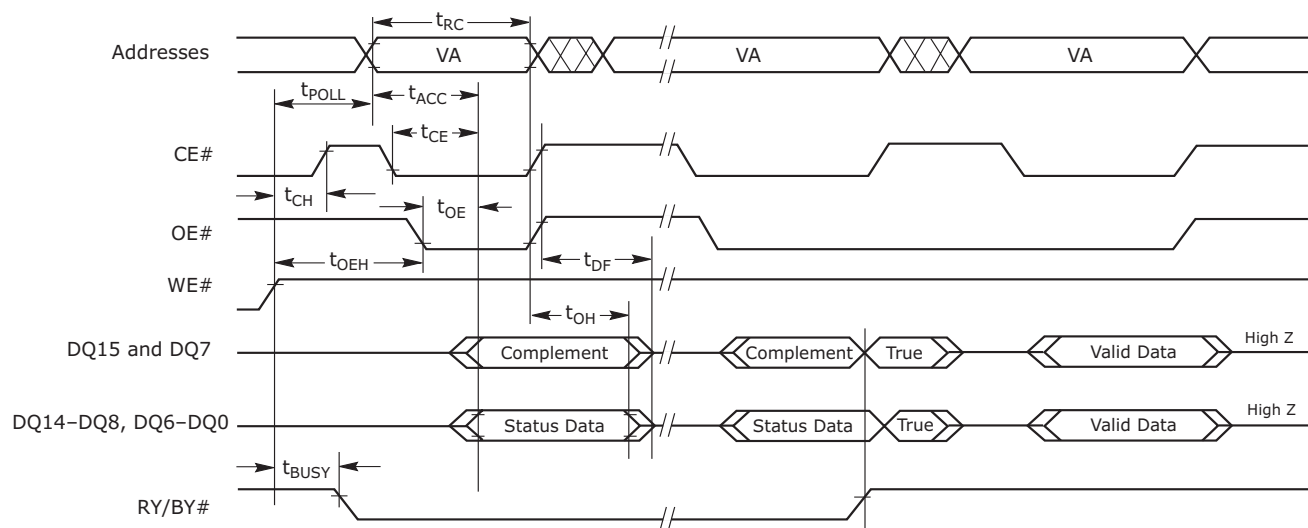 tRC
Addresses
VA
VA
VA
tPOLL
tACC
tCE
CE#
tCH
tOE
OE#
tOEH
tDF
WE#
tOH
DQ15 and DQ7
Complement
Complement
True
Valid Data
High Z
DQ14–DQ8, DQ6–DQ0
Status Data
Status Data
True
Valid Data
High Z
tBUSY
RY/BY#